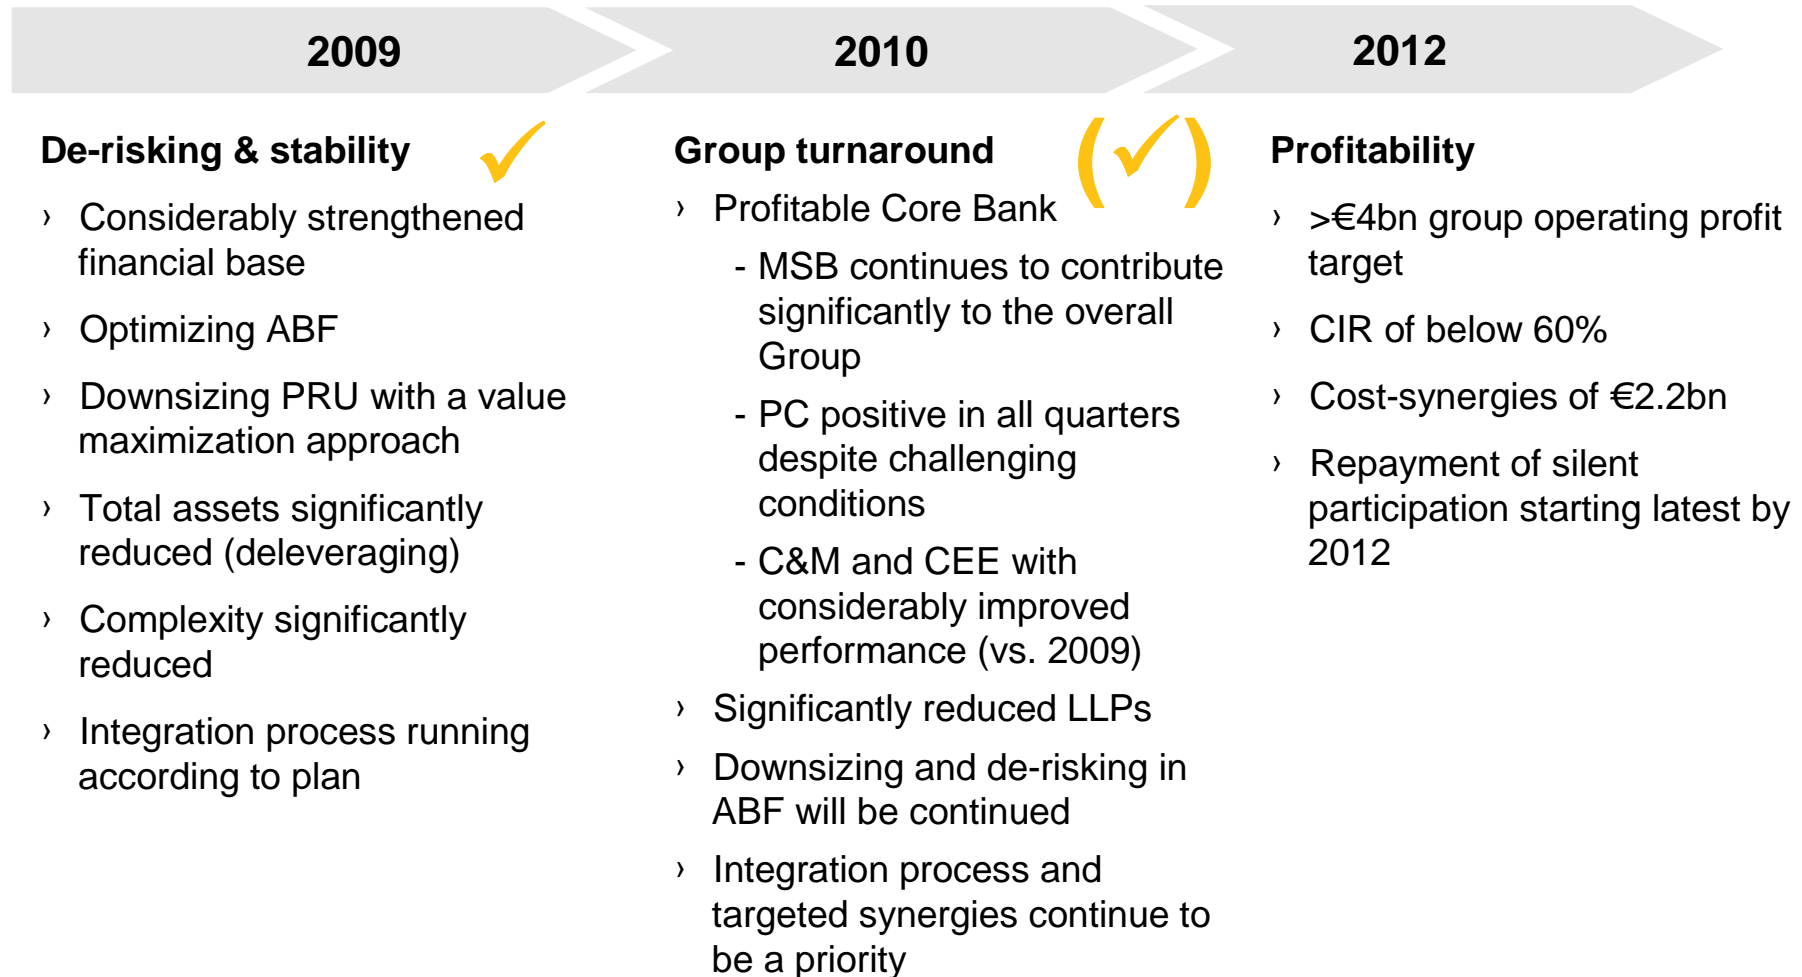 2009
2010
2012
De-risking & stability
› Considerably strengthened
financial base
› Optimizing ABF
› Downsizing PRU with a value
maximization approach
› Total assets significantly
reduced (deleveraging)
› Complexity significantly
reduced
› Integration process running
according to plan
Group turnaround
(✓)
› Profitable Core Bank
- MSB continues to contribute
significantly to the overall
Group
- PC positive in all quarters
despite challenging
conditions
- C&M and CEE with
considerably improved
performance (vs. 2009)
› Significantly reduced LLPs
› Downsizing and de-risking in
ABF will be continued
› Integration process and
targeted synergies continue to
be a priority
Profitability
› >€4bn group operating profit
target
› CIR of below 60%
› Cost-synergies of €2.2bn
› Repayment of silent
participation starting latest by
2012